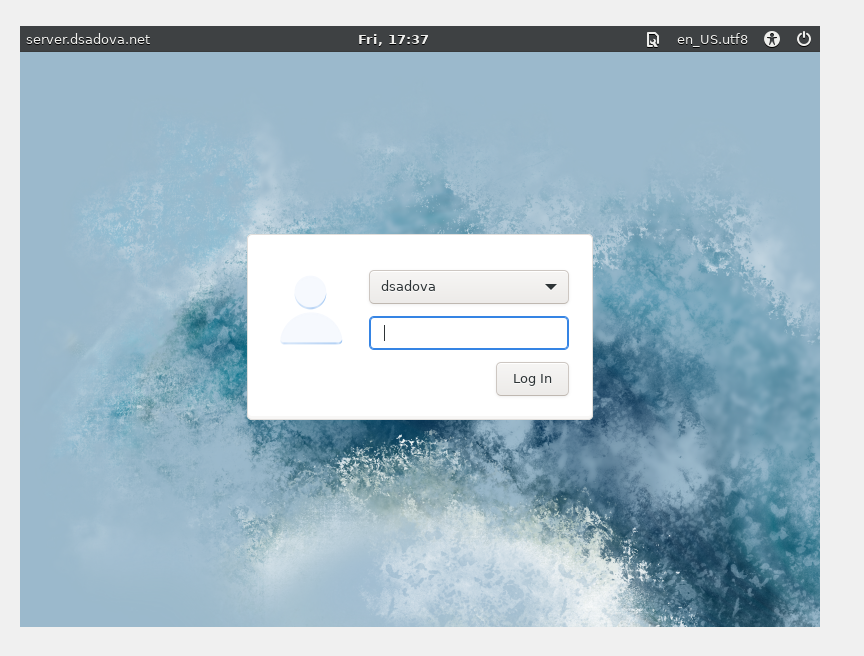 server.dsadova.net Fri, 17:37 en_US.utf8
dsadova
Log In